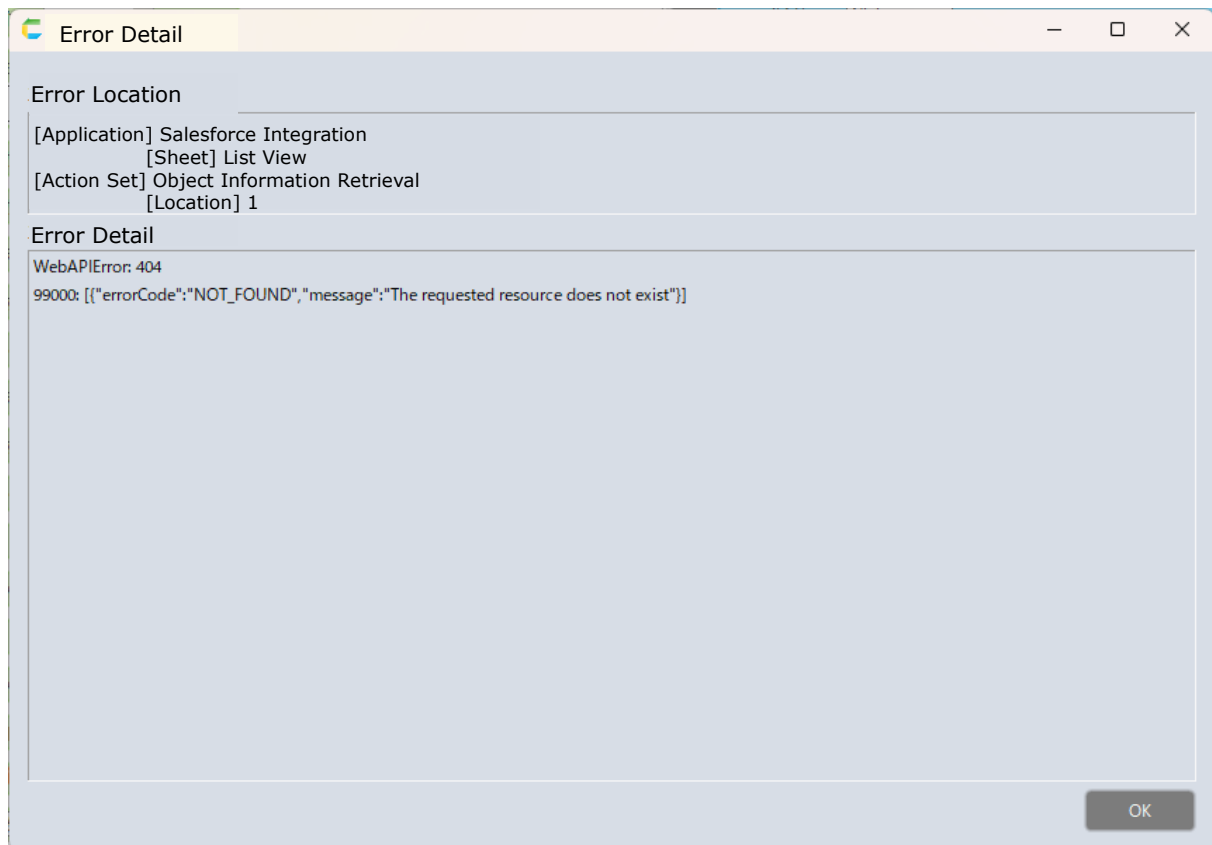 Error Detail
Error Location
[Application] Salesforce Integration
[Sheet] List View
[Action Set] Object Information Retrieval
[Location] 1
Error Detail
WebAPIError: 404
99000: [{"errorCode":"NOT_FOUND","message":"The requested resource does not exist"}]
OK